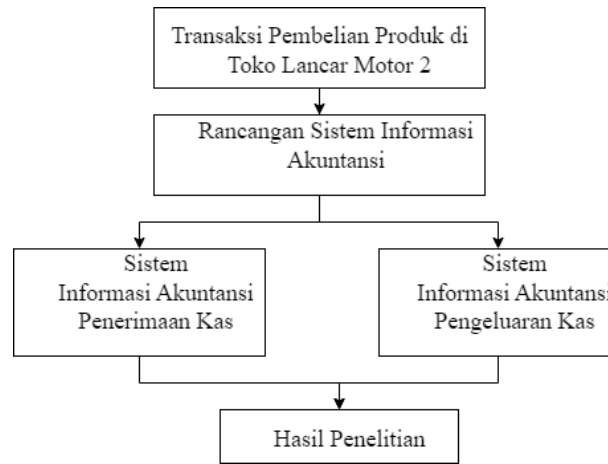 Transaksi Pembelian Produk di
Toko Lancar Motor 2
Rancangan Sistem Informasi
Akuntansi
Sistem
Informasi Akuntansi
Penerimaan Kas
Sistem
Informasi Akuntansi
Pengeluaran Kas
Hasil Penelitian